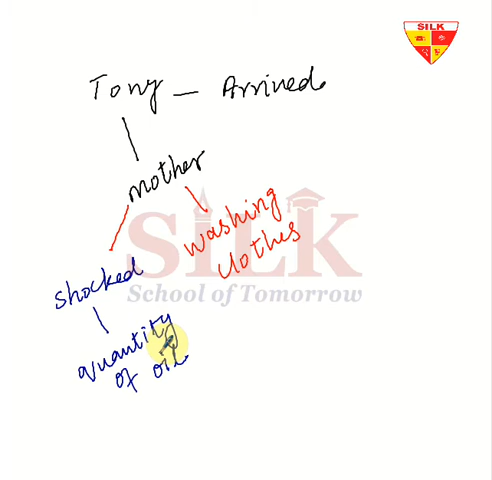 SILK
Tony - Arrived
mother
washing
clothes
SILK
shocked
School of Tomorrow
quantity
of oil